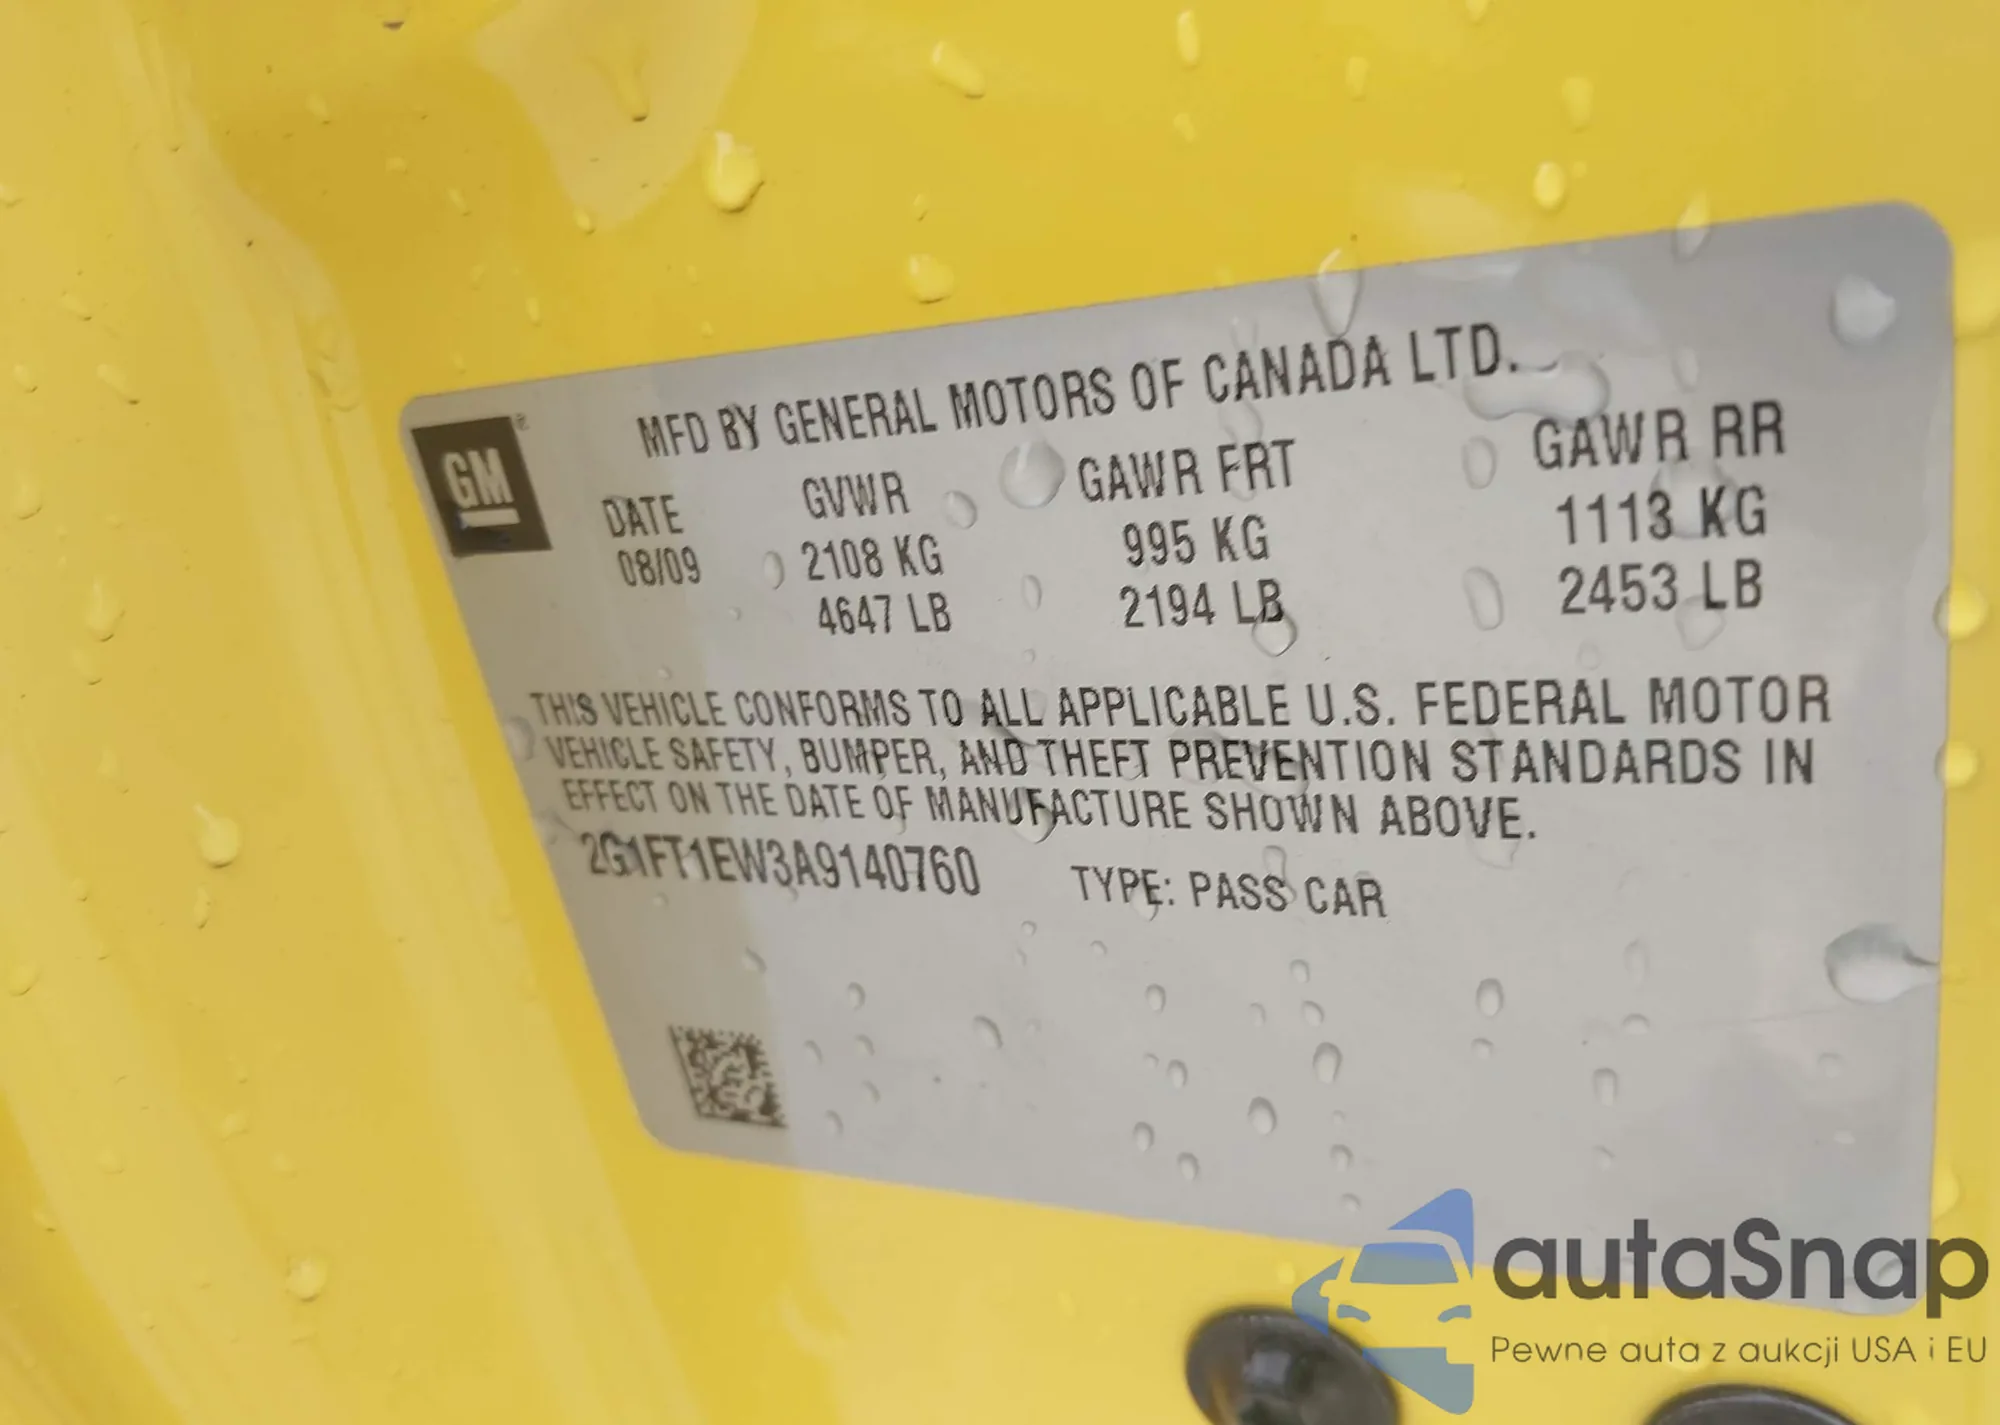 GM
MFD BY GENERAL MOTORS OF CANADA LTD.
DATE GVWR GAWR FRT GAWR RR
08/09 2108 KG 995 KG 1113 KG
4647 LB 2194 LB 2453 LB
THIS VEHICLE CONFORMS TO ALL APPLICABLE U.S. FEDERAL MOTOR
VEHICLE SAFETY, BUMPER, AND THEFT PREVENTION STANDARDS IN
EFFECT ON THE DATE OF MANUFACTURE SHOWN ABOVE.
2G1FT1EW3A9140760 TYPE: PASS CAR
autaSnap
Pewne auta z aukcji USA i EU